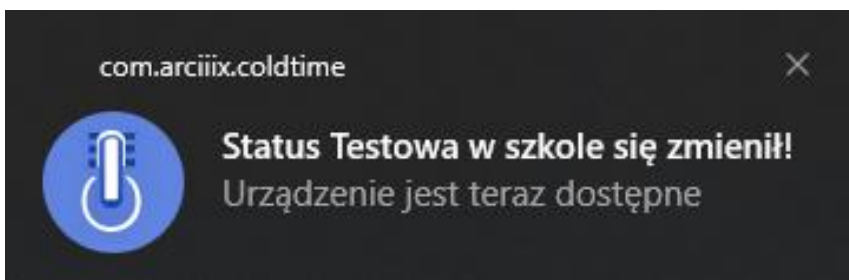 com.arciiix.coldtime
Status Testowa w szkole się zmienił!
Urządzenie jest teraz dostępne